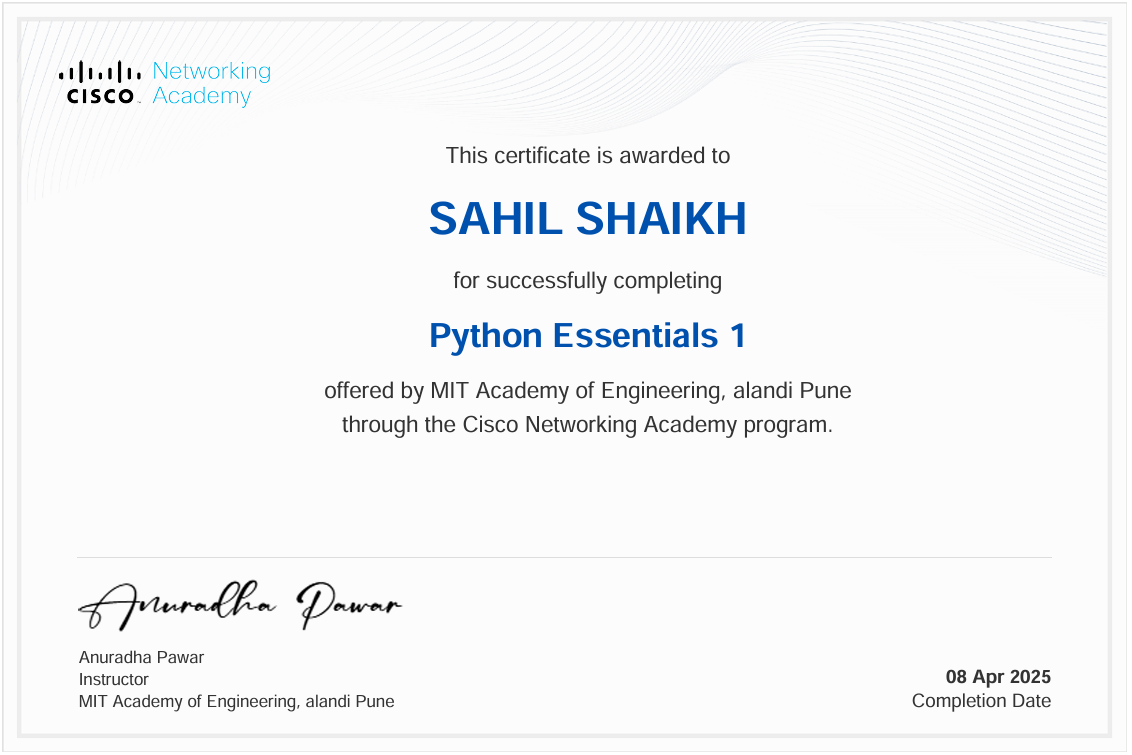 Networking
Academy
CISCO
This certificate is awarded to
SAHIL SHAIKH
for successfully completing
Python Essentials 1
offered by MIT Academy of Engineering, alandi Pune
through the Cisco Networking Academy program.
Anuradha Pawar
Anuradha Pawar
Instructor
MIT Academy of Engineering, alandi Pune
08 Apr 2025
Completion Date